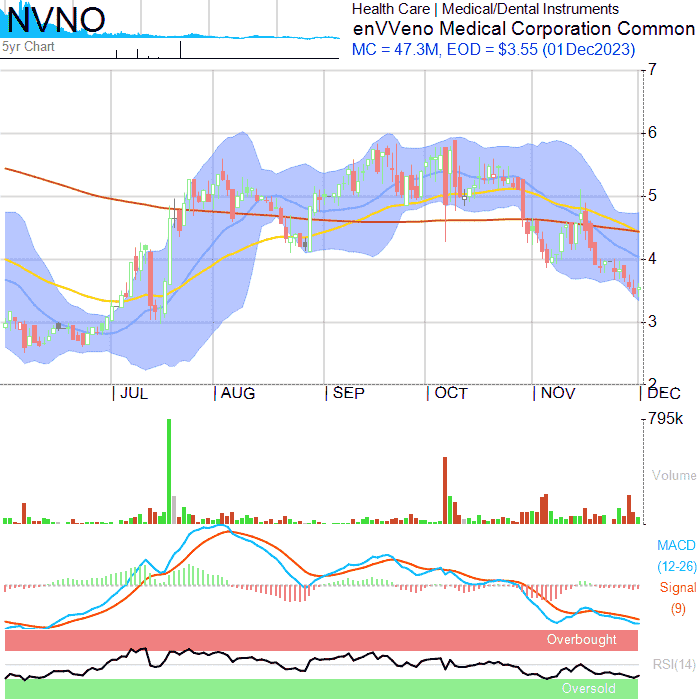 NVNO
5yr Chart
Health Care | Medical/Dental Instruments
enVVeno Medical Corporation Common
MC = 47.3M, EOD = $3.55 (01Dec2023)
7
6
5
4
3
2
JUL AUG SEP OCT NOV DEC
795k
Volume
MACD
(12-26)
Signal
(9)
Overbought
RSI(14)
Oversold